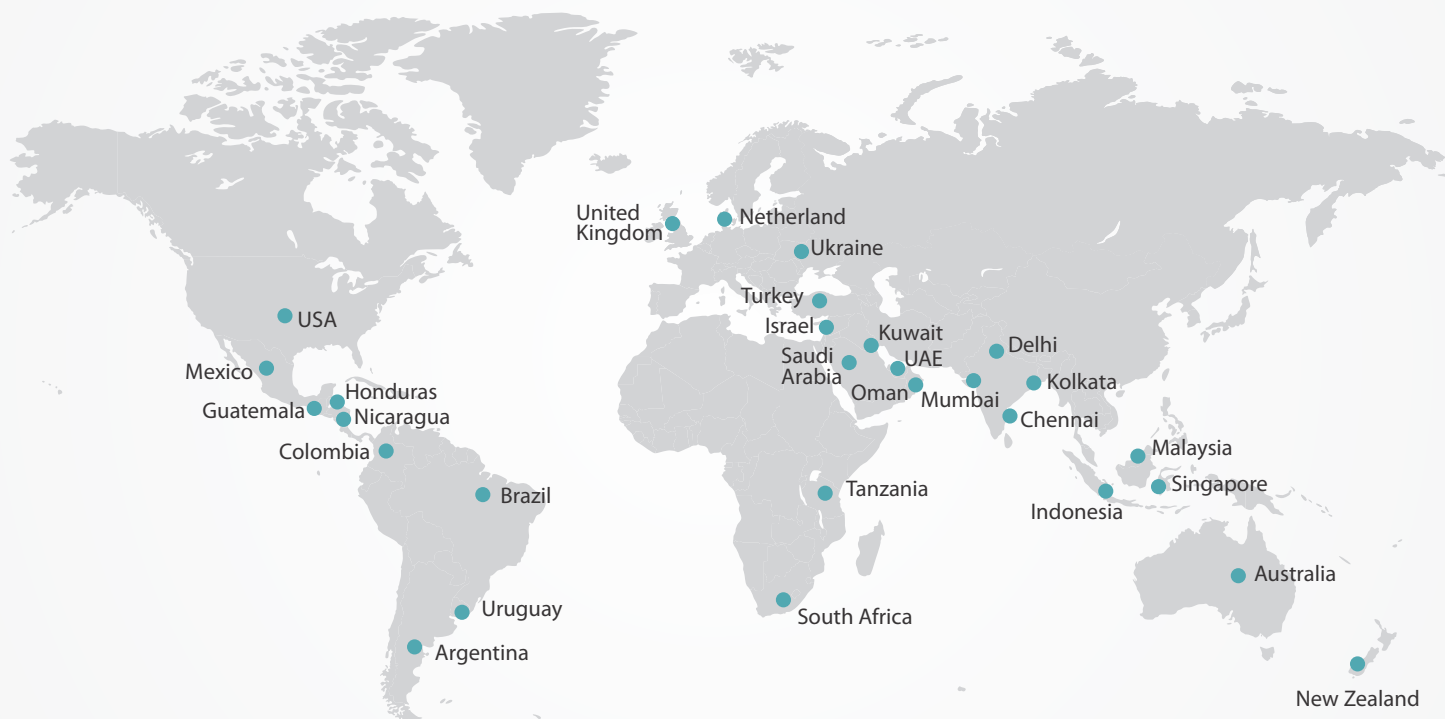 United
Kingdom
Netherland
Ukraine
Turkey
USA
Israel
Kuwait
Delhi
Saudi
Arabia
UAE
Mexico
Kolkata
Honduras
Oman
Mumbai
Guatemala
Nicaragua
Chennai
Colombia
Malaysia
Singapore
Brazil
Tanzania
Indonesia
Australia
Uruguay
South Africa
Argentina
New Zealand